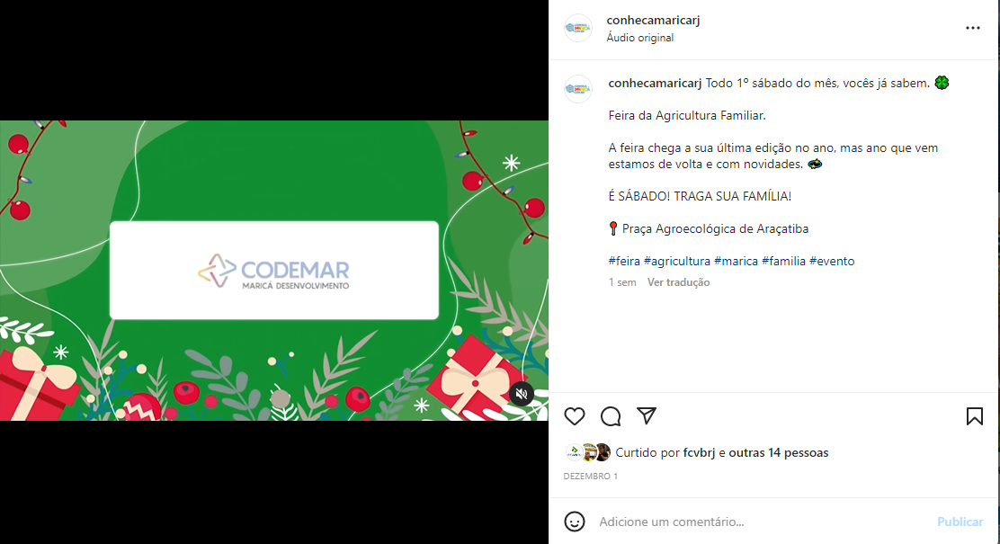 conhecamaricarj
Áudio original
CODEMAR
MARICÁ DESENVOLVIMENTO
conhecamaricarj Todo 1º sábado do mês, vocês já sabem. 🍀
Feira da Agricultura Familiar.
A feira chega a sua última edição no ano, mas ano que vem
estamos de volta e com novidades.
É SÁBADO! TRAGA SUA FAMÍLIA!
📍 Praça Agroecológica de Araçatiba
#feira #agricultura #marica #familia #evento
1 sem Ver tradução
Curtido por fcvbrj e outras 14 pessoas
DEZEMBRO 1
Adicione um comentário... Publicar